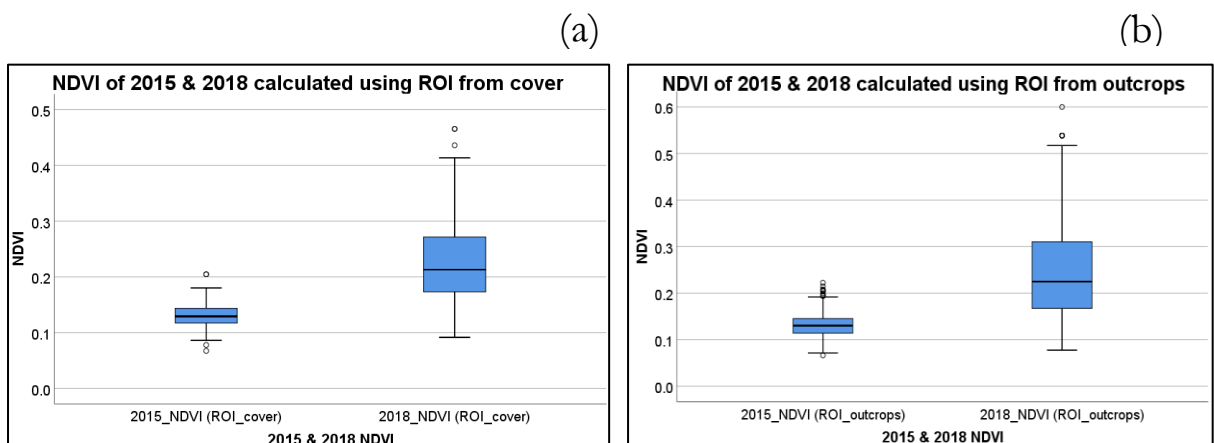 (a)
(b)
NDVI of 2015 & 2018 calculated using ROI from cover
0.5
0.4
0.3
0.2
0.1
0.0
NDVI
2015_NDVI (ROI_cover)
2018_NDVI (ROI_cover)
2015 & 2018 NDVI
NDVI of 2015 & 2018 calculated using ROI from outcrops
0.6
0.5
0.4
0.3
0.2
0.1
0.0
NDVI
2015_NDVI (ROI_outcrops)
2018_NDVI (ROI_outcrops)
2015 & 2018 NDVI